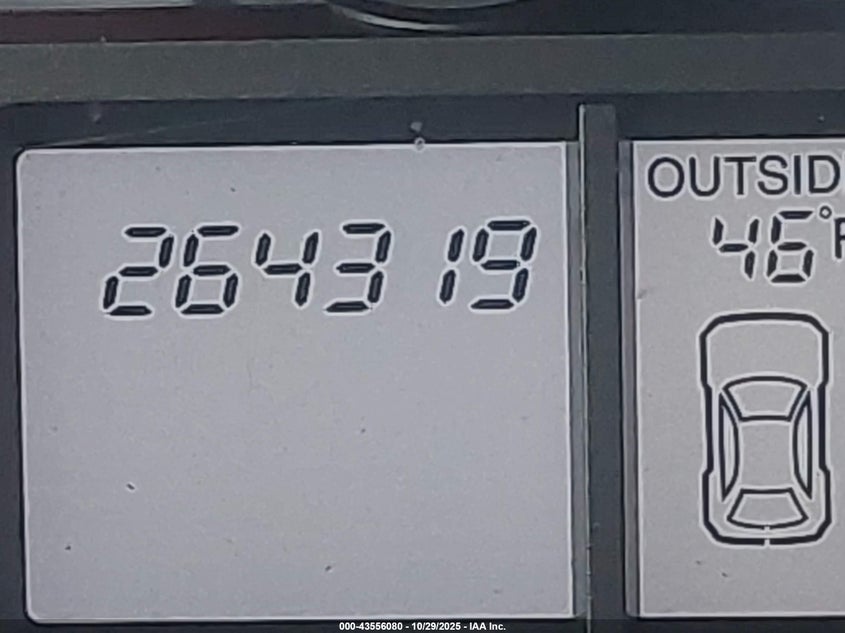 264319
OUTSID
46°F
000-43556080 - 10/29/2025 - IAA Inc.